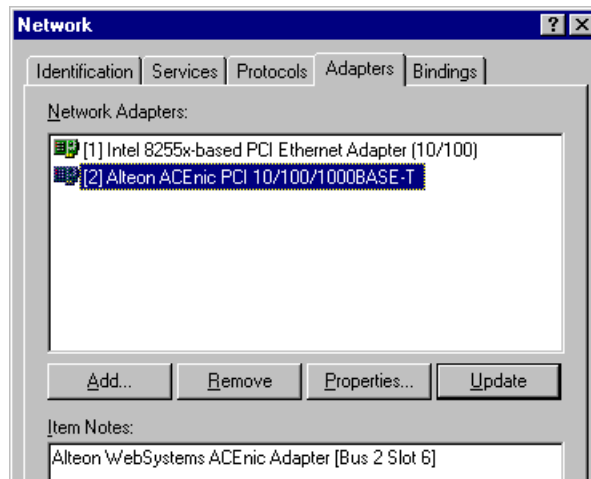 Network
Identification Services Protocols Adapters Bindings
Network Adapters:
[1] Intel 8255x-based PCI Ethernet Adapter (10/100)
[2] Alteon ACEnic PCI 10/100/1000BASE-T
Add... Remove Properties... Update
Item Notes:
Alteon WebSystems ACEnic Adapter [Bus 2 Slot 6]